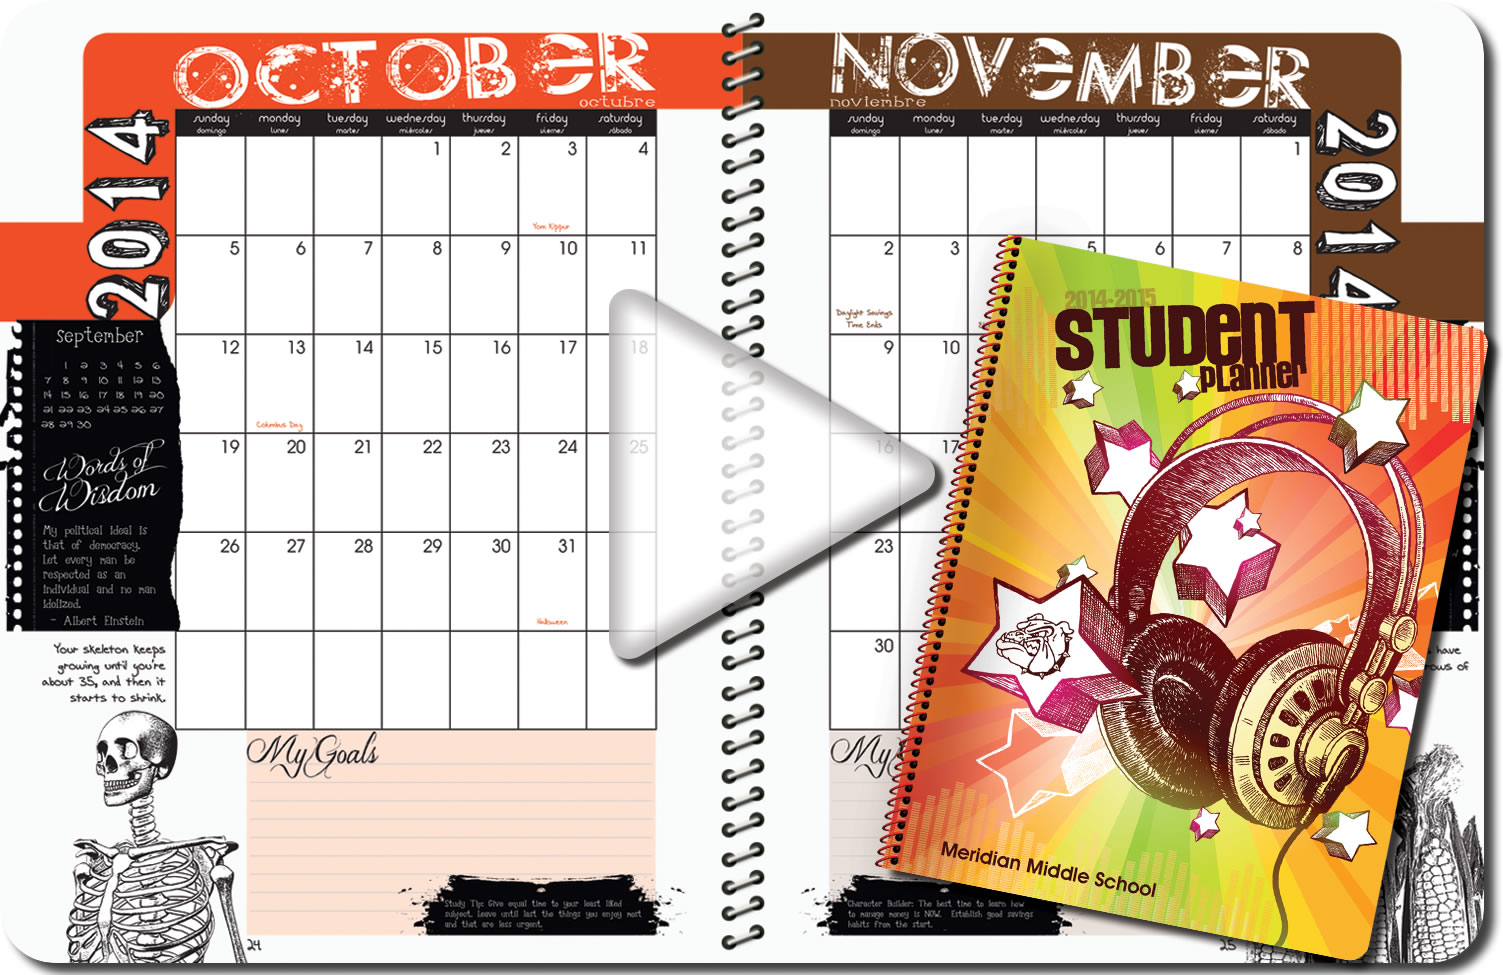 OCTOBER
octubre
2014
sunday monday tuesday wednesday thursday friday saturday
domingo lunes martes miércoles jueves viernes sábado
1 2 3 4
Yom Kippur
5 6 7 8 9 10 11
12 13 14 15 16 17 18
Columbus Day
19 20 21 22 23 24 25
26 27 28 29 30 31
Halloween
september
1 2 3 4 5 6
7 8 9 10 11 12 13
14 15 16 17 18 19 20
21 22 23 24 25 26 27
28 29 30
Words of
Wisdom
My political ideal is
that of democracy.
Let every man be
respected as an
individual and no man
idolized.
- Albert Einstein
Your skeleton keeps
growing until you're
about 35, and then it
starts to shrink.
My Goals
Study Tip: Give equal time to your least liked
subject. Leave until last the things you enjoy most
and that are less urgent.
24
NOVEMBER
noviembre
2014
sunday monday tuesday wednesday thursday friday saturday
domingo lunes martes miércoles jueves viernes sábado
1
2 3 5 6 7 8
Daylight Savings
Time Ends
9 10
16 17
23
30
have
rows of
My
Character Builder: The best time to learn how
to manage money is NOW. Establish good savings
habits from the start.
25
2014-2015
STUDENT
PLANNER
Meridian Middle School